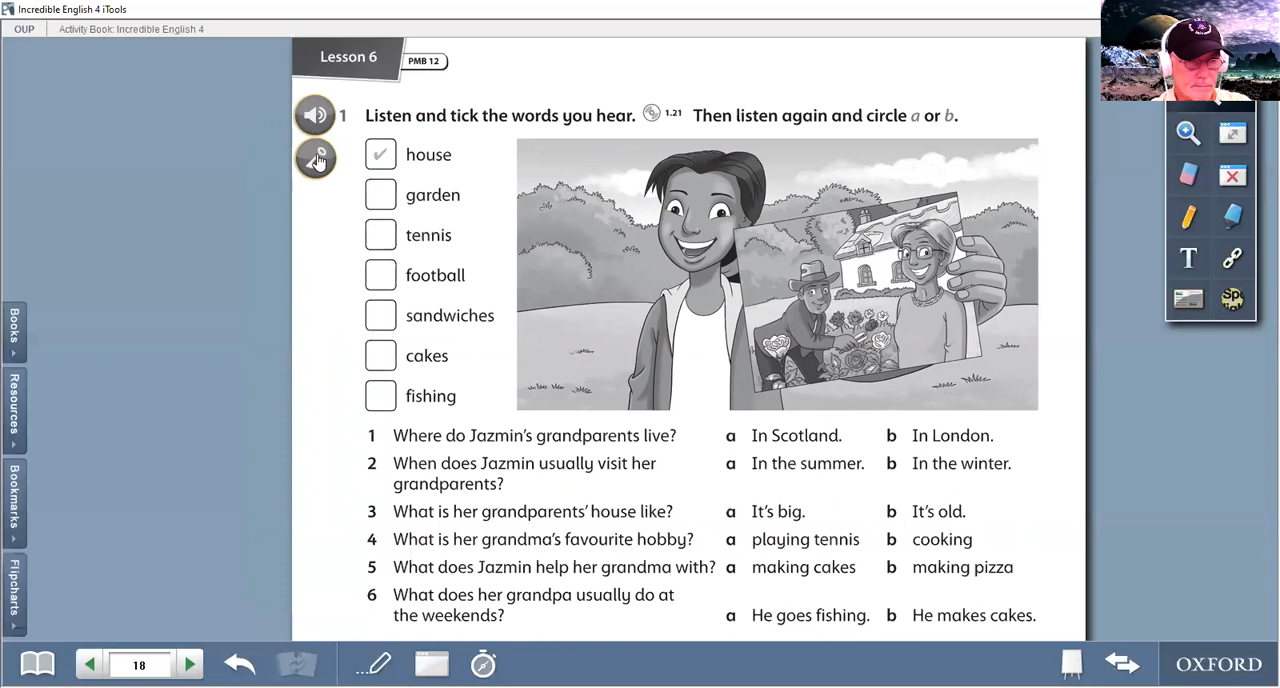 Incredible English 4 iTools
OUP Activity Book: Incredible English 4
Lesson 6
PMB 12
1 Listen and tick the words you hear. 1.21 Then listen again and circle a or b.
✓ house
garden
tennis
football
sandwiches
cakes
fishing
1 Where do Jazmin's grandparents live? a In Scotland. b In London.
2 When does Jazmin usually visit her a In the summer. b In the winter.
grandparents?
3 What is her grandparents' house like? a It's big. b It's old.
4 What is her grandma's favourite hobby? a playing tennis b cooking
5 What does Jazmin help her grandma with? a making cakes b making pizza
6 What does her grandpa usually do at
the weekends? a He goes fishing. b He makes cakes.
Books
Resources
Bookmarks
Flipcharts
T
18
OXFORD